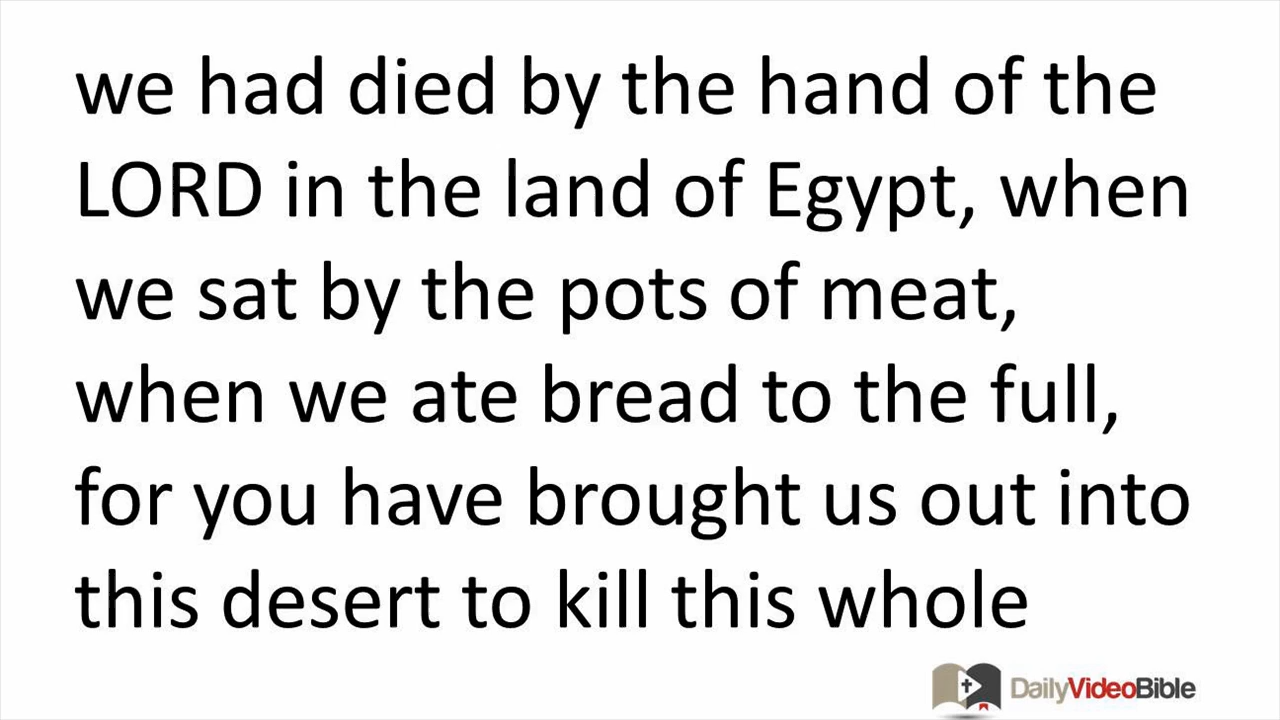 we had died by the hand of the
LORD in the land of Egypt, when
we sat by the pots of meat,
when we ate bread to the full,
for you have brought us out into
this desert to kill this whole
DailyVideoBible